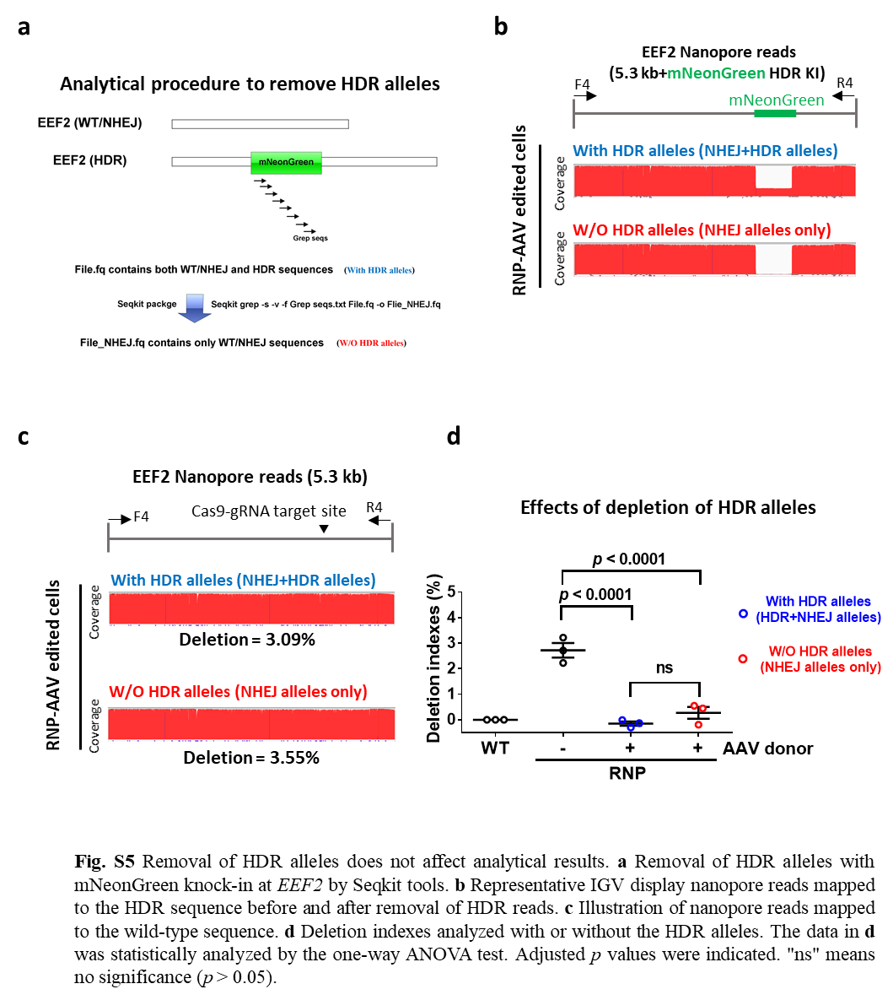 a
Analytical procedure to remove HDR alleles
EEF2 (WT/NHEJ)
EEF2 (HDR)
mNeonGreen
Grep seqs
File.fq contains both WT/NHEJ and HDR sequences (With HDR alleles)
Seqkit packge Seqkit grep -s -v -f Grep seqs.txt File.fq -o Flie_NHEJ.fq
File_NHEJ.fq contains only WT/NHEJ sequences (W/O HDR alleles)
b
EEF2 Nanopore reads
(5.3 kb+mNeonGreen HDR KI)
F4
R4
mNeonGreen
RNP-AAV edited cells
With HDR alleles (NHEJ+HDR alleles)
Coverage
W/O HDR alleles (NHEJ alleles only)
Coverage
c
EEF2 Nanopore reads (5.3 kb)
F4
Cas9-gRNA target site
R4
RNP-AAV edited cells
With HDR alleles (NHEJ+HDR alleles)
Coverage
Deletion = 3.09%
W/O HDR alleles (NHEJ alleles only)
Coverage
Deletion = 3.55%
d
Effects of depletion of HDR alleles
Deletion indexes (%)
5
4
3
2
1
0
p < 0.0001
p < 0.0001
ns
WT - + + AAV donor
RNP
With HDR alleles
(HDR+NHEJ alleles)
W/O HDR alleles
(NHEJ alleles only)
Fig. S5 Removal of HDR alleles does not affect analytical results. a Removal of HDR alleles with
mNeonGreen knock-in at EEF2 by Seqkit tools. b Representative IGV display nanopore reads mapped
to the HDR sequence before and after removal of HDR reads. c Illustration of nanopore reads mapped
to the wild-type sequence. d Deletion indexes analyzed with or without the HDR alleles. The data in d
was statistically analyzed by the one-way ANOVA test. Adjusted p values were indicated. "ns" means
no significance (p > 0.05).